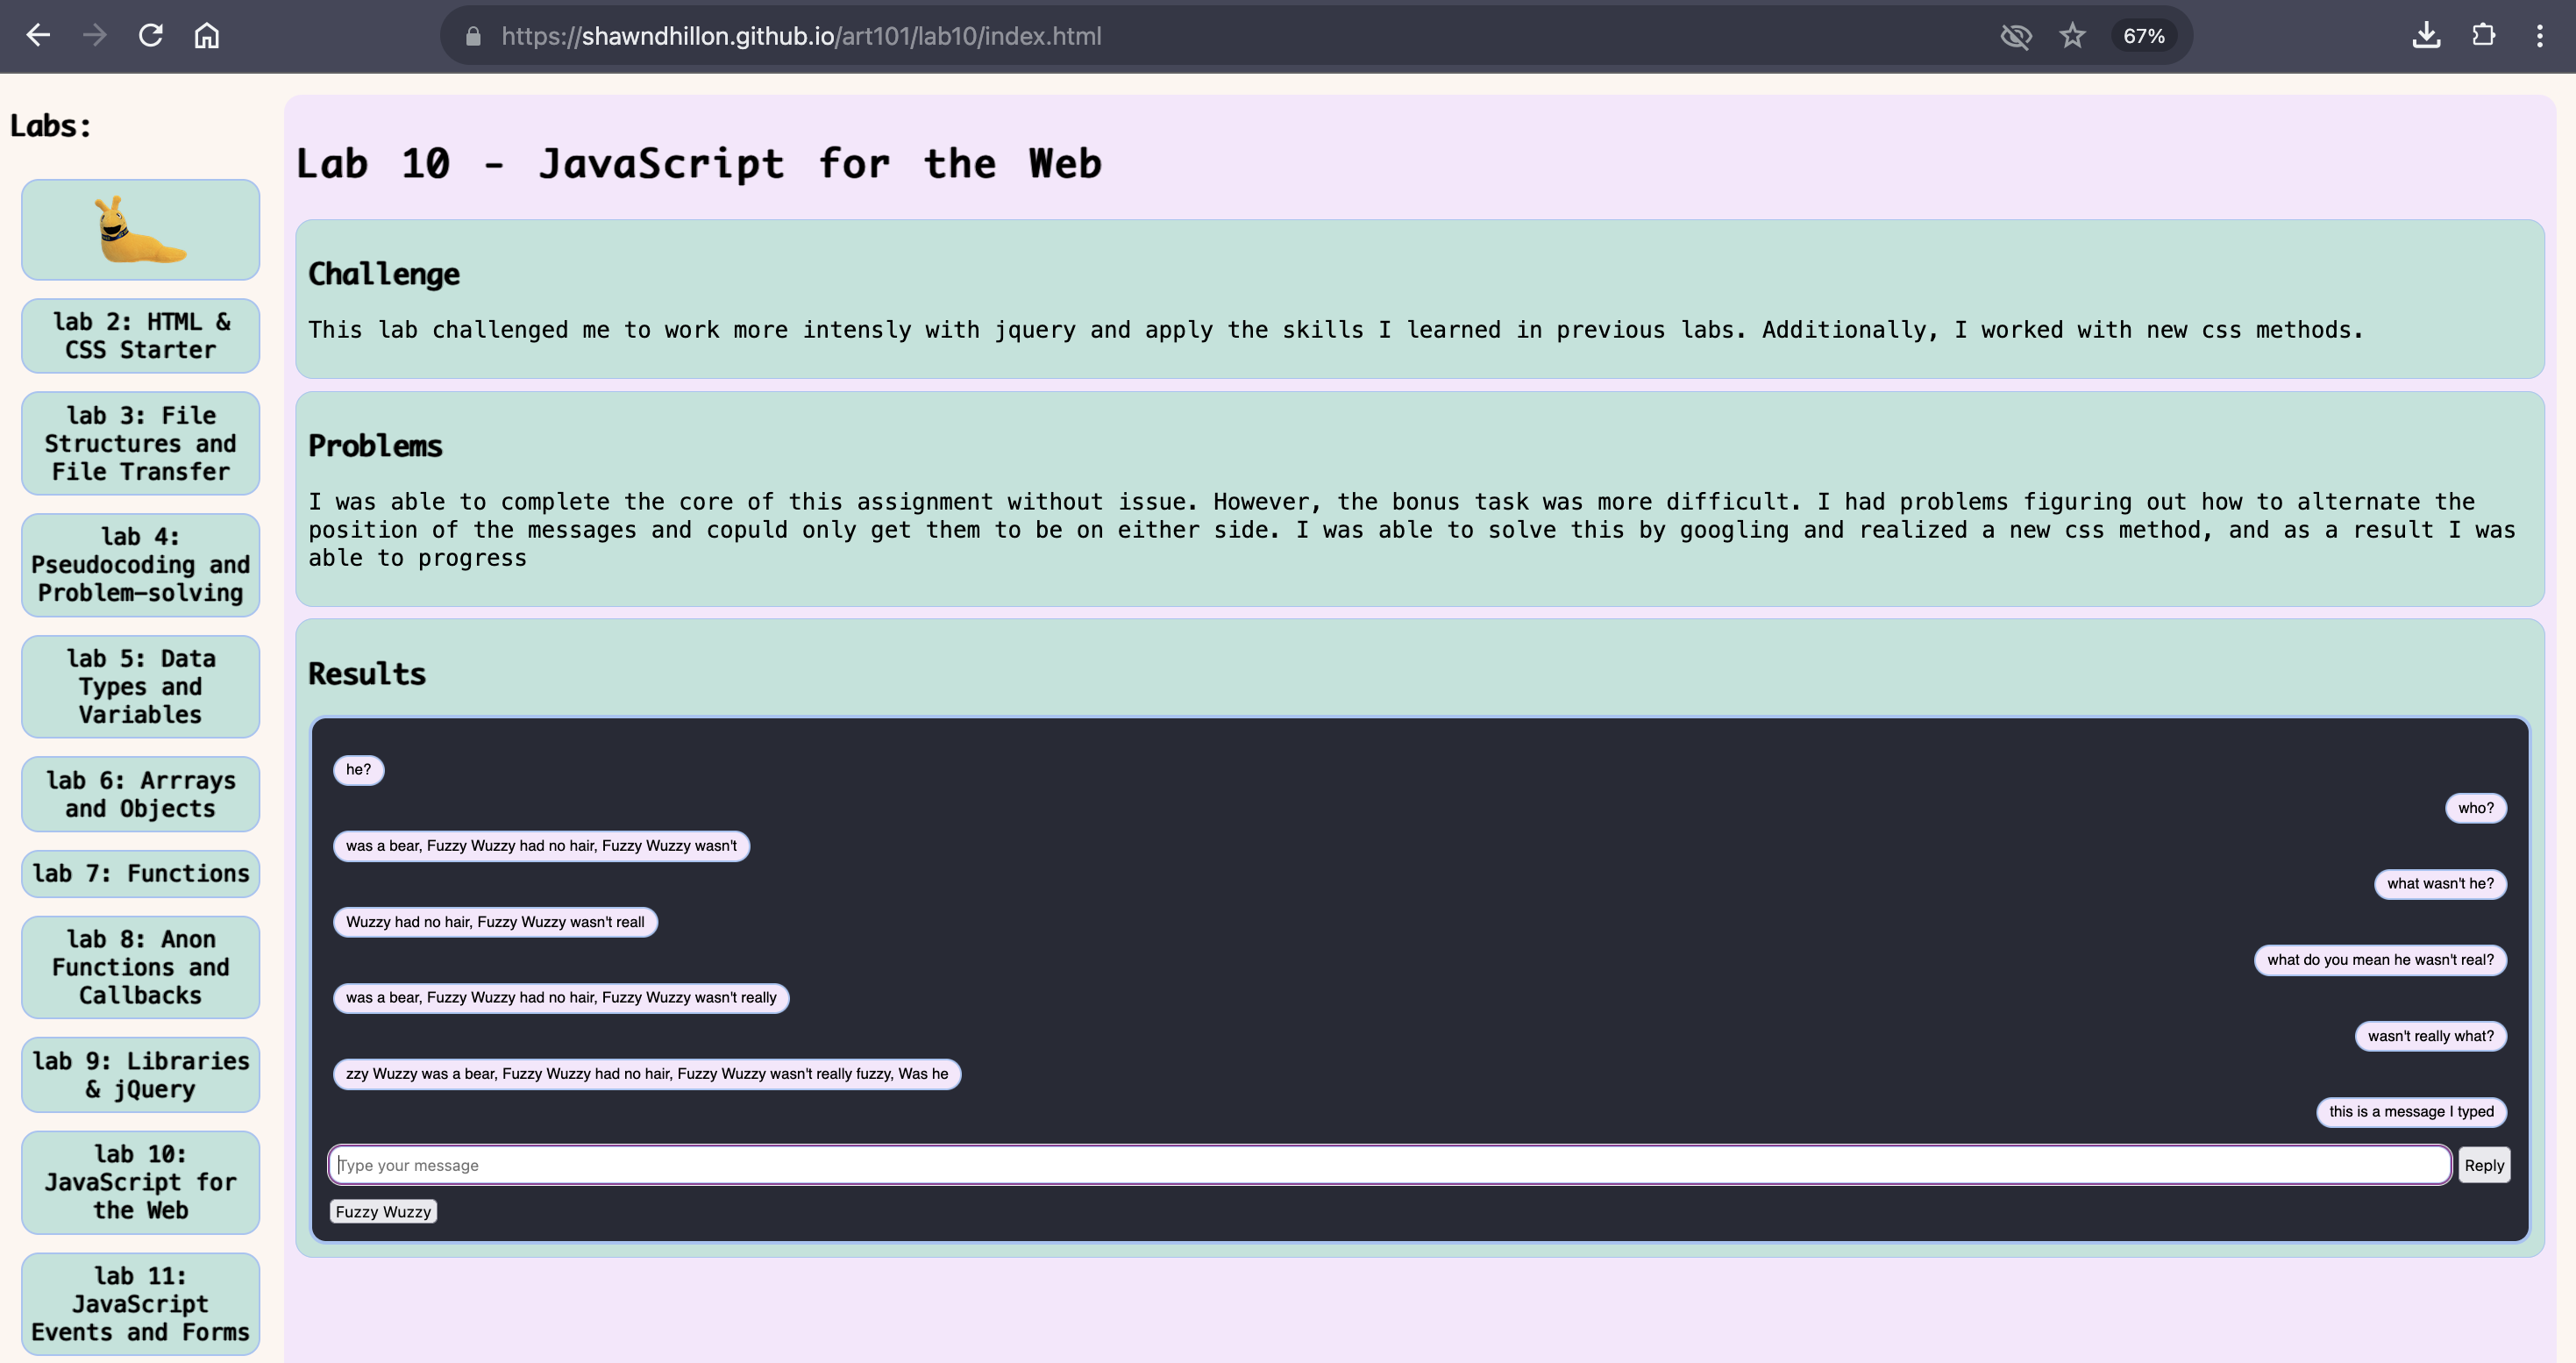 https://shawndhillon.github.io/art101/lab10/index.html
67%
Labs:
lab 2: HTML &
CSS Starter
lab 3: File
Structures and
File Transfer
lab 4:
Pseudocoding and
Problem-solving
lab 5: Data
Types and
Variables
lab 6: Arrrays
and Objects
lab 7: Functions
lab 8: Anon
Functions and
Callbacks
lab 9: Libraries
& jQuery
lab 10:
JavaScript for
the Web
lab 11:
JavaScript
Events and Forms
Lab 10 - JavaScript for the Web
Challenge
This lab challenged me to work more intensly with jquery and apply the skills I learned in previous labs. Additionally, I worked with new css methods.
Problems
I was able to complete the core of this assignment without issue. However, the bonus task was more difficult. I had problems figuring out how to alternate the
position of the messages and copuld only get them to be on either side. I was able to solve this by googling and realized a new css method, and as a result I was
able to progress
Results
he?
who?
was a bear, Fuzzy Wuzzy had no hair, Fuzzy Wuzzy wasn't
what wasn't he?
Wuzzy had no hair, Fuzzy Wuzzy wasn't reall
what do you mean he wasn't real?
was a bear, Fuzzy Wuzzy had no hair, Fuzzy Wuzzy wasn't really
wasn't really what?
zzy Wuzzy was a bear, Fuzzy Wuzzy had no hair, Fuzzy Wuzzy wasn't really fuzzy, Was he
this is a message I typed
Type your message
Reply
Fuzzy Wuzzy